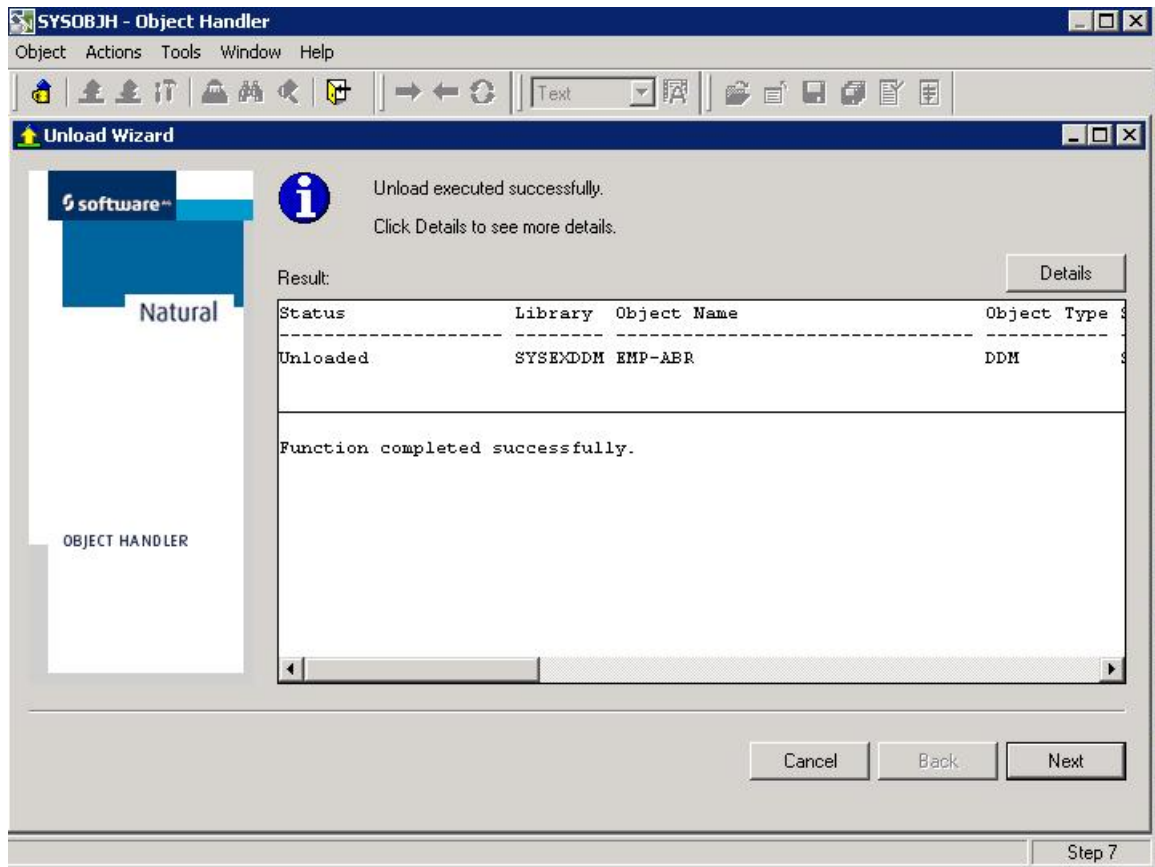 SYSOBJH - Object Handler
Object Actions Tools Window Help
Text
Unload Wizard
software
Natural
OBJECT HANDLER
Unload executed successfully.
Click Details to see more details.
Result:
Details
Status Library Object Name Object Type
Unloaded SYSEXDDM EMP-ABR DDM
Function completed successfully.
Cancel Back Next
Step 7